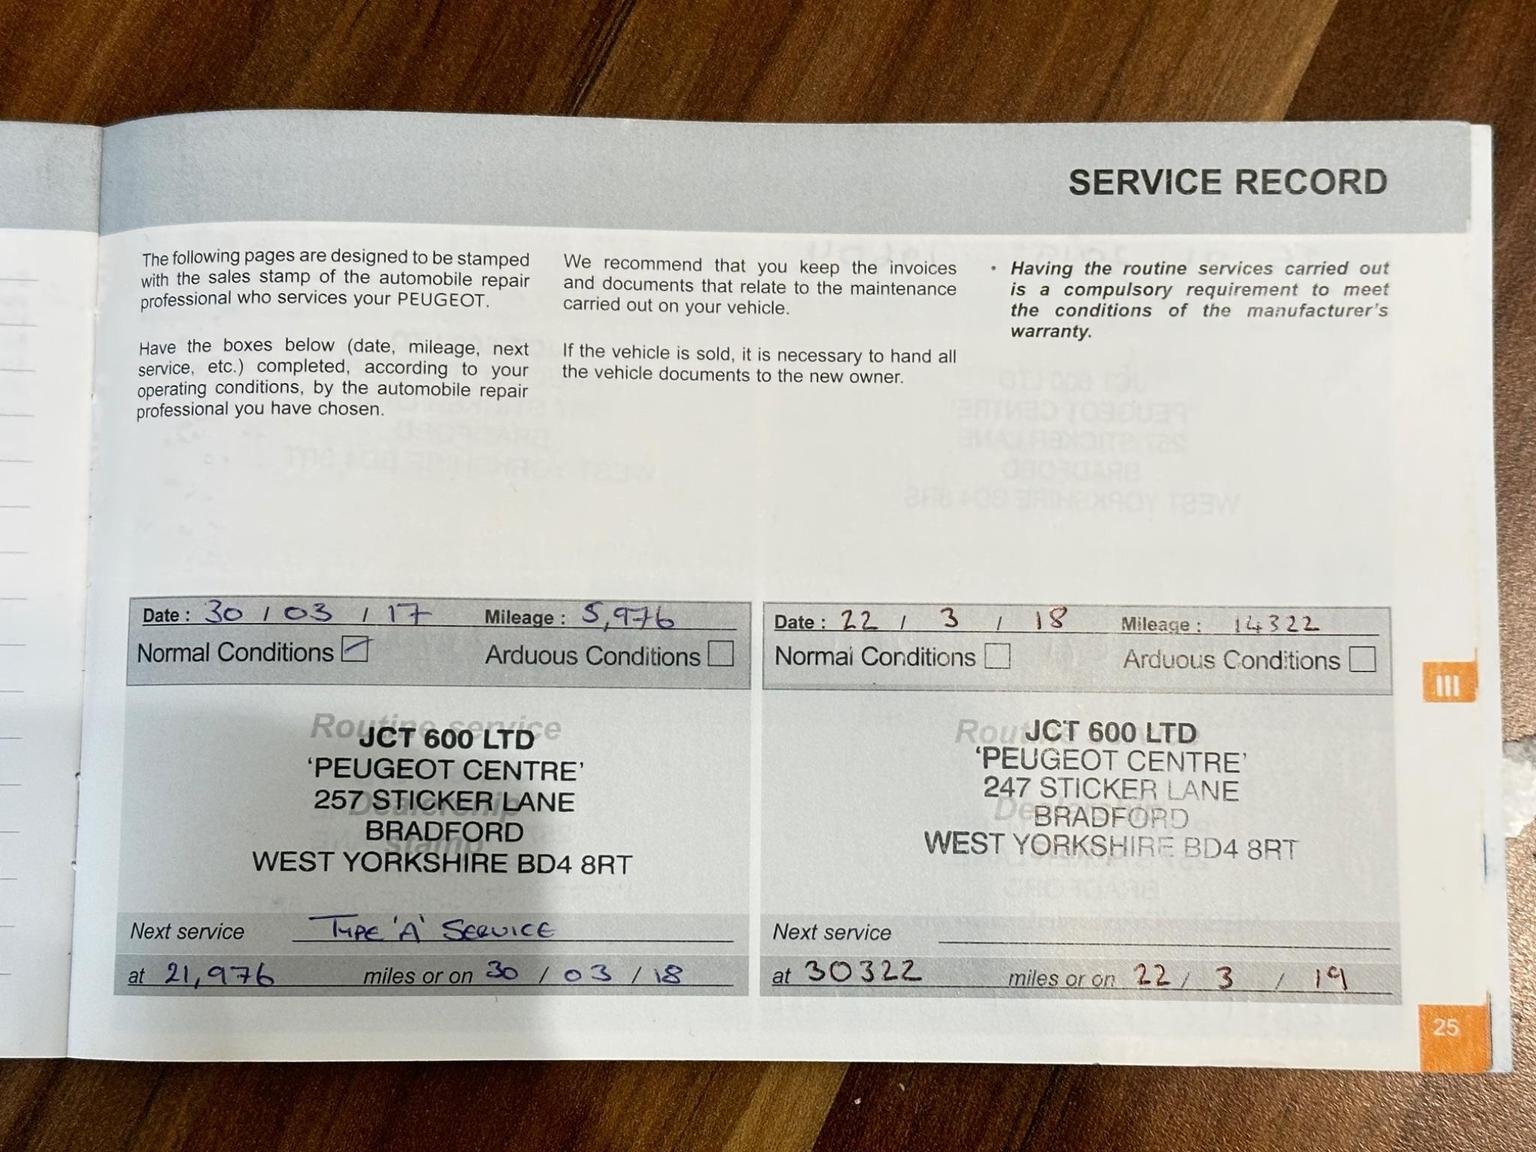 SERVICE RECORD
The following pages are designed to be stamped
with the sales stamp of the automobile repair
professional who services your PEUGEOT.
Have the boxes below (date, mileage, next
service, etc.) completed, according to your
operating conditions, by the automobile repair
professional you have chosen.
We recommend that you keep the invoices
and documents that relate to the maintenance
carried out on your vehicle.
If the vehicle is sold, it is necessary to hand all
the vehicle documents to the new owner.
• Having the routine services carried out
is a compulsory requirement to meet
the conditions of the manufacturer's
warranty.
Date : 30 / 03 / 17 Mileage : 5,976
Normal Conditions Arduous Conditions
Routine service
JCT 600 LTD
'PEUGEOT CENTRE'
257 STICKER LANE
Dealership
BRADFORD
stamp
WEST YORKSHIRE BD4 8RT
Next service TYPE 'A' SERVICE
at 21,976 miles or on 30 / 03 / 18
Date : 22 / 3 / 18 Mileage : 14322
Normal Conditions Arduous Conditions
Routine service
JCT 600 LTD
'PEUGEOT CENTRE'
247 STICKER LANE
Dealership
BRADFORD
WEST YORKSHIRE BD4 8RT
Next service
at 30322 miles or on 22 / 3 / 19
III
25